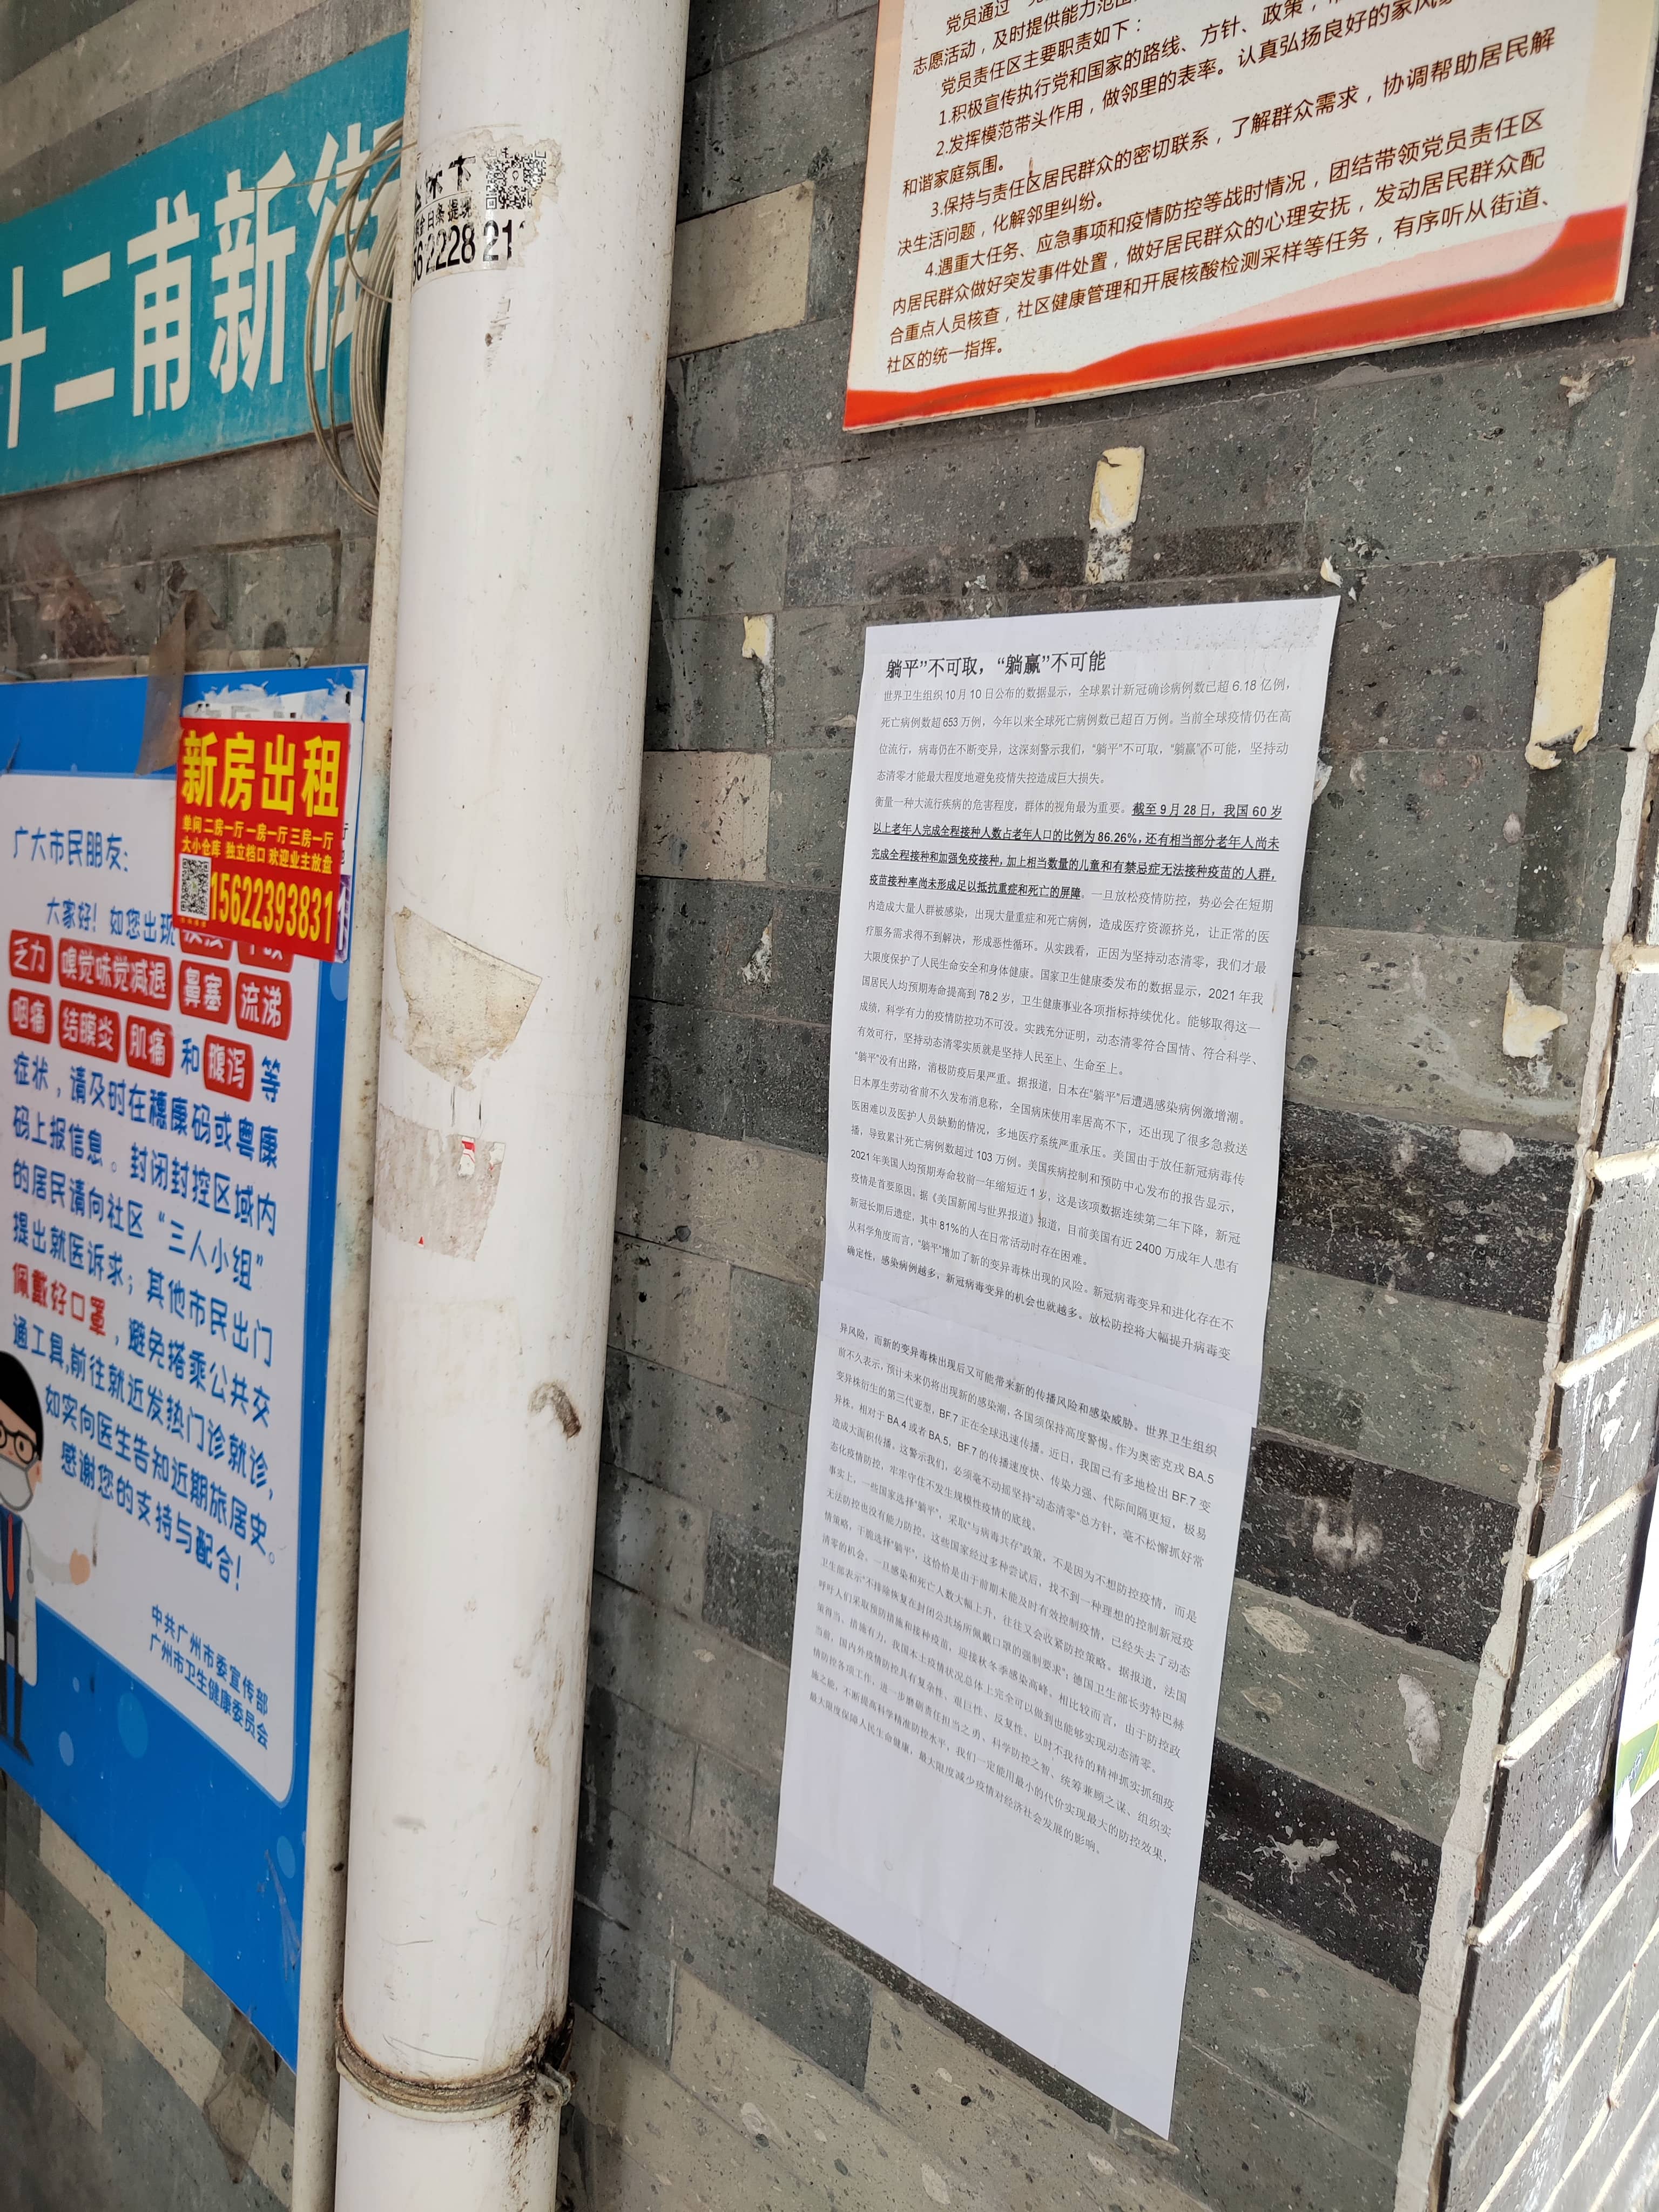 十二甫新街
2228 21
党员通过
志愿活动，及时提供能力范围
党员责任区主要职责如下：
1.积极宣传执行党和国家的路线、方针、政策，
2.发挥模范带头作用，做邻里的表率。认真弘扬良好的家风
和谐家庭氛围。
3.保持与责任区居民群众的密切联系，了解群众需求，协调帮助居民解
决生活问题，化解邻里纠纷。
4.遇重大任务、应急事项和疫情防控等战时情况，团结带领党员责任区
内居民群众做好突发事件处置，做好居民群众的心理安抚，发动居民群众配
合重点人员核查，社区健康管理和开展核酸检测采样等任务，有序听从街道、
社区的统一指挥。
新房出租
单间 二房一厅 一房一厅 三房一厅
大小仓库 独立档口 欢迎业主放盘
15622393831
广大市民朋友：
大家好！如您出现
乏力 嗅觉味觉减退 鼻塞 流涕
咽痛 结膜炎 肌痛 和 腹泻 等
症状，请及时在穗康码或粤康
码上报信息。封闭封控区域内
的居民请向社区“三人小组”
提出就医诉求；其他市民出门
佩戴好口罩，避免搭乘公共交
通工具,前往就近发热门诊就诊，
如实向医生告知近期旅居史。
感谢您的支持与配合！
中共广州市委宣传部
广州市卫生健康委员会
躺平”不可取，“躺赢”不可能
世界卫生组织 10 月 10 日公布的数据显示，全球累计新冠确诊病例数已超 6.18 亿例，
死亡病例数超 653 万例，今年以来全球死亡病例数已超百万例。当前全球疫情仍在高
位流行，病毒仍在不断变异，这深刻警示我们，“躺平”不可取，“躺赢”不可能，坚持动
态清零才能最大程度地避免疫情失控造成巨大损失。
衡量一种大流行疾病的危害程度，群体的视角最为重要。截至 9 月 28 日，我国 60 岁
以上老年人完成全程接种人数占老年人口的比例为 86.26%，还有相当部分老年人尚未
完成全程接种和加强免疫接种，加上相当数量的儿童和有禁忌症无法接种疫苗的人群，
疫苗接种率尚未形成足以抵抗重症和死亡的屏障。一旦放松疫情防控，势必会在短期
内造成大量人群被感染，出现大量重症和死亡病例，造成医疗资源挤兑，让正常的医
疗服务需求得不到解决，形成恶性循环。从实践看，正因为坚持动态清零，我们才最
大限度保护了人民生命安全和身体健康。国家卫生健康委发布的数据显示，2021 年我
国居民人均预期寿命提高到 78.2 岁，卫生健康事业各项指标持续优化。能够取得这一
成绩，科学有力的疫情防控功不可没。实践充分证明，动态清零符合国情、符合科学、
有效可行，坚持动态清零实质就是坚持人民至上、生命至上。
“躺平”没有出路，消极防疫后果严重。据报道，日本在“躺平”后遭遇感染病例激增潮。
日本厚生劳动省前不久发布消息称，全国病床使用率居高不下，还出现了很多急救送
医困难以及医护人员缺勤的情况，多地医疗系统严重承压。美国由于放任新冠病毒传
播，导致累计死亡病例数超过 103 万例。美国疾病控制和预防中心发布的报告显示，
2021 年美国人均预期寿命较前一年缩短近 1 岁，这是该项数据连续第二年下降，新冠
疫情是首要原因。据《美国新闻与世界报道》报道，目前美国有近 2400 万成年人患有
新冠长期后遗症，其中 81%的人在日常活动时存在困难。
从科学角度而言，“躺平”增加了新的变异毒株出现的风险。新冠病毒变异和进化存在不
确定性，感染病例越多，新冠病毒变异的机会也就越多。放松防控将大幅提升病毒变
异风险，而新的变异毒株出现后又可能带来新的传播风险和感染威胁。世界卫生组织
前不久表示，预计未来仍将出现新的感染潮，各国须保持高度警惕。作为奥密克戎 BA.5
变异株衍生的第三代亚型，BF.7 正在全球迅速传播。近日，我国已有多地检出 BF.7 变
异株，相对于 BA.4 或者 BA.5，BF.7 的传播速度快、传染力强、代际间隔更短，极易
造成大面积传播。这警示我们，必须毫不动摇坚持“动态清零”总方针，毫不松懈抓好常
态化疫情防控，牢牢守住不发生规模性疫情的底线。
事实上，一些国家选择“躺平”，采取“与病毒共存”政策，不是因为不想防控疫情，而是
无法防控也没有能力防控。这些国家经过多种尝试后，找不到一种理想的控制新冠疫
情策略，干脆选择“躺平”，这恰恰是由于前期未能及时有效控制疫情，已经失去了动态
清零的机会。一旦感染和死亡人数大幅上升，往往又会收紧防控策略。据报道，法国
卫生部表示“不排除恢复在封闭公共场所佩戴口罩的强制要求”；德国卫生部长劳特巴赫
呼吁人们采取预防措施和接种疫苗，迎接秋冬季感染高峰。相比较而言，由于防控政
策得当、措施有力，我国本土疫情状况总体上完全可以做到也能够实现动态清零。
当前，国内外疫情防控具有复杂性、艰巨性、反复性，以时不我待的精神抓实抓细疫
情防控各项工作，进一步磨砺责任担当之勇、科学防控之智、统筹兼顾之谋、组织实
施之能，不断提高科学精准防控水平，我们一定能用最小的代价实现最大的防控效果，
最大限度保障人民生命健康，最大限度减少疫情对经济社会发展的影响。